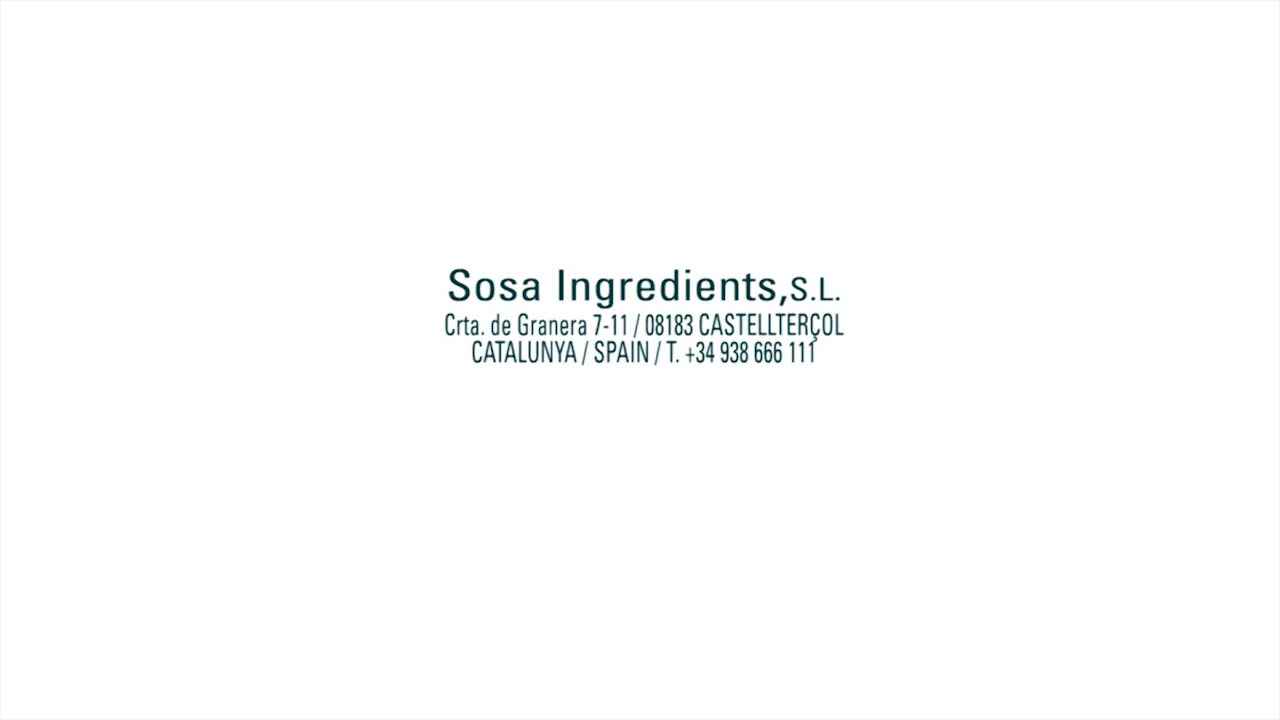 Sosa Ingredients,S.L.
Crta. de Granera 7-11 / 08183 CASTELLTERÇOL
CATALUNYA / SPAIN / T. +34 938 666 111